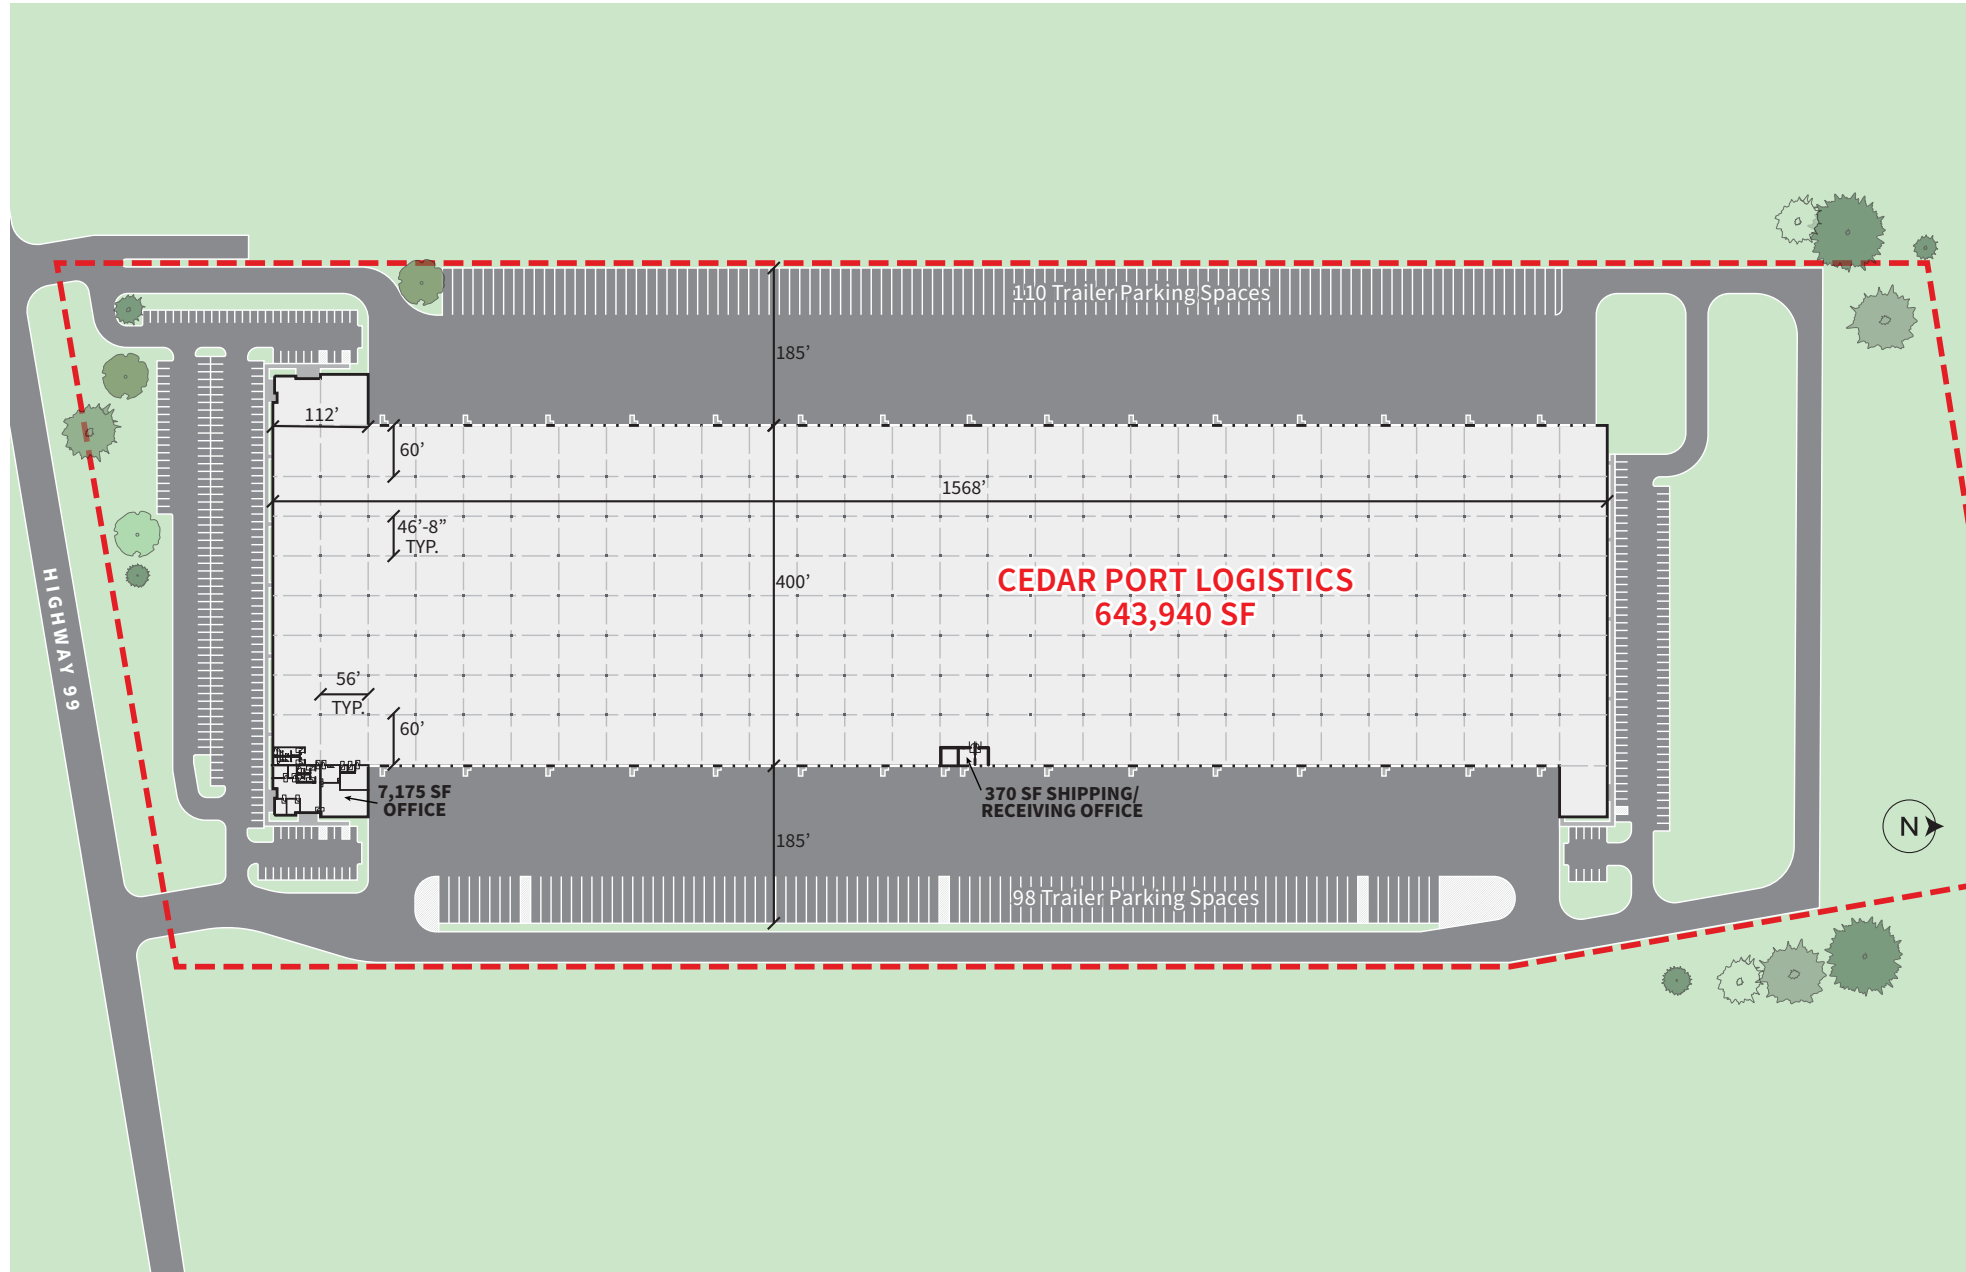 110 Trailer Parking Spaces
185’
112’
60’
1568’
46’-8”
TYP.
400’
CEDAR PORT LOGISTICS
643,940 SF
HIGHWAY 99
56’
TYP.
60’
7,175 SF
OFFICE
370 SF SHIPPING/
RECEIVING OFFICE
N
185’
98 Trailer Parking Spaces